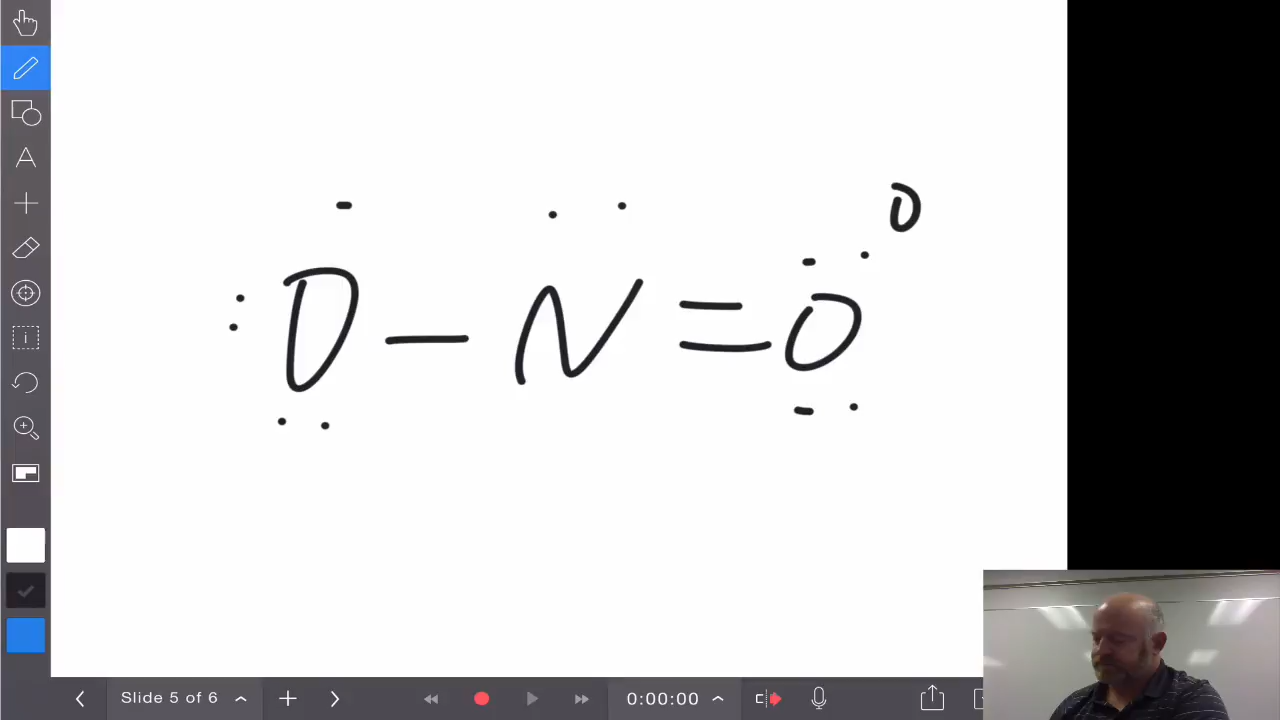 0
O — N = O
Slide 5 of 6
0:00:00